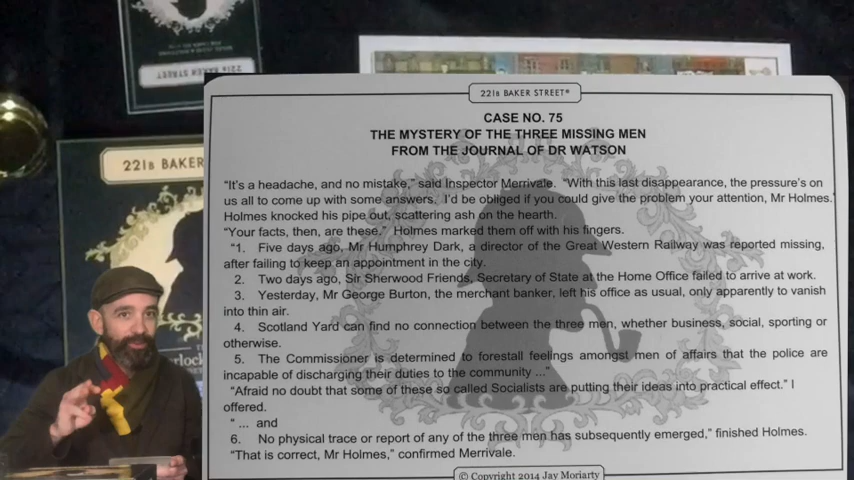 221B BAKER STREET®
CASE NO. 75
THE MYSTERY OF THE THREE MISSING MEN
FROM THE JOURNAL OF DR WATSON
"It's a headache, and no mistake," said Inspector Merrivale. "With this last disappearance, the pressure's on
us all to come up with some answers. I'd be obliged if you could give the problem your attention, Mr Holmes."
Holmes knocked his pipe out, scattering ash on the hearth.
"Your facts, then, are these." Holmes marked them off with his fingers.
"1. Five days ago, Mr Humphrey Dark, a director of the Great Western Railway was reported missing,
after failing to keep an appointment in the city.
2. Two days ago, Sir Sherwood Friends, Secretary of State at the Home Office failed to arrive at work.
3. Yesterday, Mr George Burton, the merchant banker, left his office as usual, only apparently to vanish
into thin air.
4. Scotland Yard can find no connection between the three men, whether business, social, sporting or
otherwise.
5. The Commissioner is determined to forestall feelings amongst men of affairs that the police are
incapable of discharging their duties to the community ..."
"Afraid no doubt that some of these so called Socialists are putting their ideas into practical effect." I
offered.
" ... and
6. No physical trace or report of any of the three men has subsequently emerged," finished Holmes.
"That is correct, Mr Holmes," confirmed Merrivale.
© Copyright 2014 Jay Moriarty
221B BAKER STREET
221B BAKER